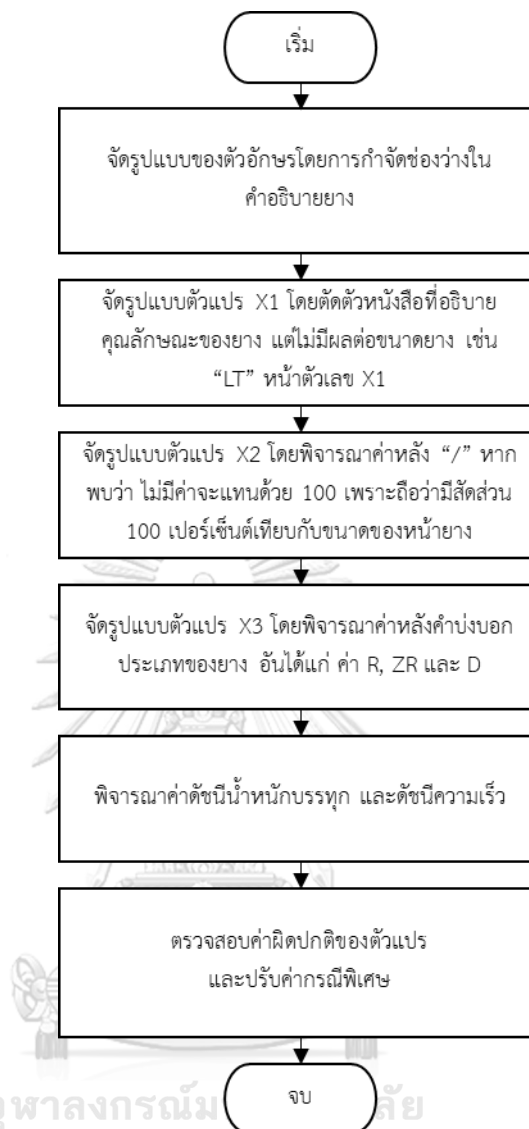 เริ่ม
จัดรูปแบบของตัวอักษรโดยการกำจัดช่องว่างใน
คำอธิบายยาง
จัดรูปแบบตัวแปร X1 โดยตัดตัวหนังสือที่อธิบาย
คุณลักษณะของยาง แต่ไม่มีผลต่อขนาดยาง เช่น
“LT” หน้าตัวเลข X1
จัดรูปแบบตัวแปร X2 โดยพิจารณาค่าหลัง “/” หาก
พบว่า ไม่มีค่าจะแทนด้วย 100 เพราะถือว่ามีสัดส่วน
100 เปอร์เซ็นต์เทียบกับขนาดของหน้ายาง
จัดรูปแบบตัวแปร X3 โดยพิจารณาค่าหลังคำบ่งบอก
ประเภทของยาง อันได้แก่ ค่า R, ZR และ D
พิจารณาค่าดัชนีน้ำหนักบรรทุก และดัชนีความเร็ว
ตรวจสอบค่าผิดปกติของตัวแปร
และปรับค่ากรณีพิเศษ
จบ